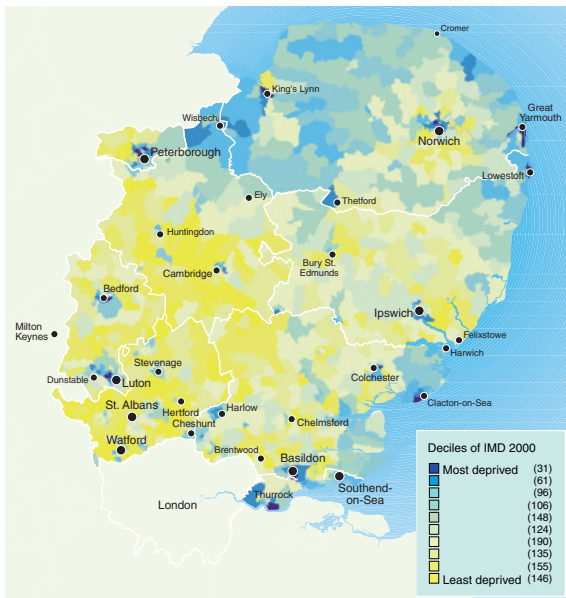 Cromer
King's Lynn
Wisbech
Great
Yarmouth
Norwich
Peterborough
Lowestoft
Ely
Thetford
Huntingdon
Bury St.
Edmunds
Cambridge
Bedford
Ipswich
Milton
Keynes
Felixstowe
Harwich
Stevenage
Dunstable
Luton
Colchester
Clacton-on-Sea
St. Albans
Hertford
Harlow
Cheshunt
Chelmsford
Watford
Brentwood
Basildon
Thurrock
Southend-
on-Sea
London
Deciles of IMD 2000
Most deprived (31)
(61)
(96)
(106)
(148)
(124)
(190)
(135)
(155)
Least deprived (146)